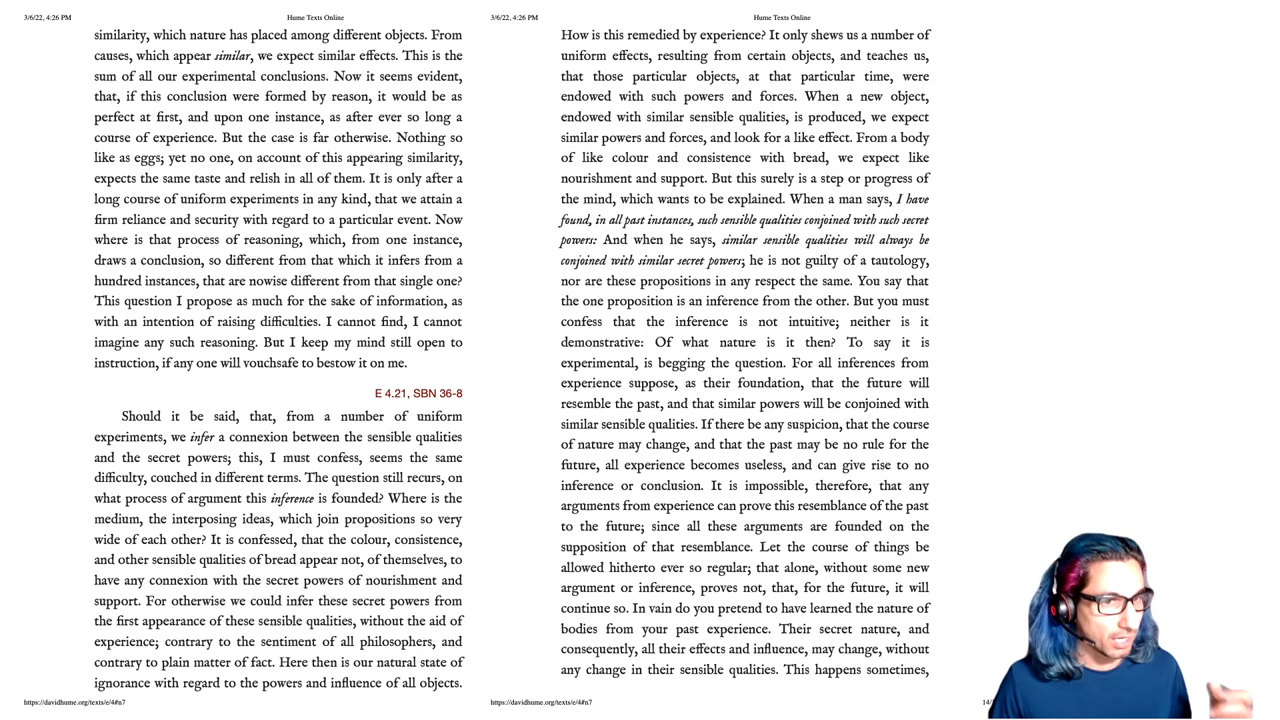 3/6/22, 4:26 PM
Hume Texts Online
similarity, which nature has placed among different objects. From
causes, which appear similar, we expect similar effects. This is the
sum of all our experimental conclusions. Now it seems evident,
that, if this conclusion were formed by reason, it would be as
perfect at first, and upon one instance, as after ever so long a
course of experience. But the case is far otherwise. Nothing so
like as eggs; yet no one, on account of this appearing similarity,
expects the same taste and relish in all of them. It is only after a
long course of uniform experiments in any kind, that we attain a
firm reliance and security with regard to a particular event. Now
where is that process of reasoning, which, from one instance,
draws a conclusion, so different from that which it infers from a
hundred instances, that are nowise different from that single one?
This question I propose as much for the sake of information, as
with an intention of raising difficulties. I cannot find, I cannot
imagine any such reasoning. But I keep my mind still open to
instruction, if any one will vouchsafe to bestow it on me.
E 4.21, SBN 36-8
Should it be said, that, from a number of uniform
experiments, we infer a connexion between the sensible qualities
and the secret powers; this, I must confess, seems the same
difficulty, couched in different terms. The question still recurs, on
what process of argument this inference is founded? Where is the
medium, the interposing ideas, which join propositions so very
wide of each other? It is confessed, that the colour, consistence,
and other sensible qualities of bread appear not, of themselves, to
have any connexion with the secret powers of nourishment and
support. For otherwise we could infer these secret powers from
the first appearance of these sensible qualities, without the aid of
experience; contrary to the sentiment of all philosophers, and
contrary to plain matter of fact. Here then is our natural state of
ignorance with regard to the powers and influence of all objects.
https://davidhume.org/texts/e/4#n7
3/6/22, 4:26 PM
Hume Texts Online
How is this remedied by experience? It only shews us a number of
uniform effects, resulting from certain objects, and teaches us,
that those particular objects, at that particular time, were
endowed with such powers and forces. When a new object,
endowed with similar sensible qualities, is produced, we expect
similar powers and forces, and look for a like effect. From a body
of like colour and consistence with bread, we expect like
nourishment and support. But this surely is a step or progress of
the mind, which wants to be explained. When a man says, I have
found, in all past instances, such sensible qualities conjoined with such secret
powers: And when he says, similar sensible qualities will always be
conjoined with similar secret powers; he is not guilty of a tautology,
nor are these propositions in any respect the same. You say that
the one proposition is an inference from the other. But you must
confess that the inference is not intuitive; neither is it
demonstrative: Of what nature is it then? To say it is
experimental, is begging the question. For all inferences from
experience suppose, as their foundation, that the future will
resemble the past, and that similar powers will be conjoined with
similar sensible qualities. If there be any suspicion, that the course
of nature may change, and that the past may be no rule for the
future, all experience becomes useless, and can give rise to no
inference or conclusion. It is impossible, therefore, that any
arguments from experience can prove this resemblance of the past
to the future; since all these arguments are founded on the
supposition of that resemblance. Let the course of things be
allowed hitherto ever so regular; that alone, without some new
argument or inference, proves not, that, for the future, it will
continue so. In vain do you pretend to have learned the nature of
bodies from your past experience. Their secret nature, and
consequently, all their effects and influence, may change, without
any change in their sensible qualities. This happens sometimes,
https://davidhume.org/texts/e/4#n7
14/